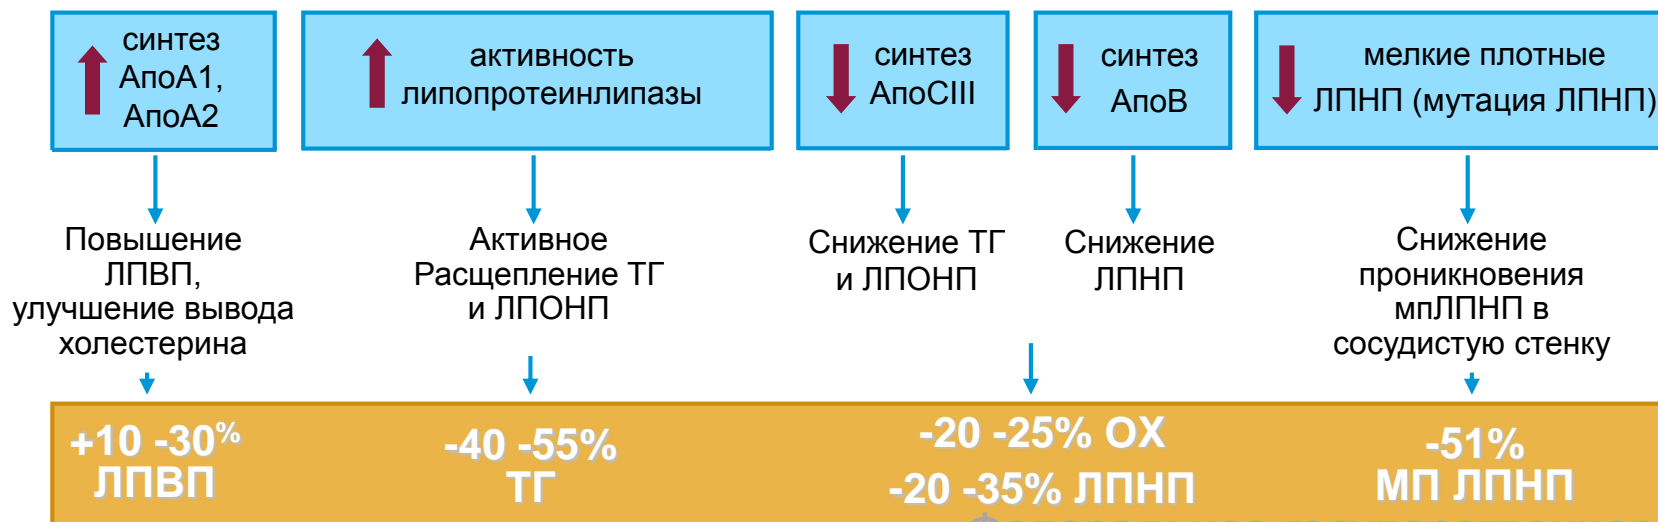 синтез
АпоА1,
АпоА2
активность
липопротеинлипазы
синтез
АпоСIII
синтез
АпоВ
мелкие плотные
ЛПНП (мутация ЛПНП)
Повышение
ЛПВП,
улучшение вывода
холестерина
Активное
Расщепление ТГ
и ЛПОНП
Снижение ТГ
и ЛПОНП
Снижение
ЛПНП
Снижение
проникновения
мпЛПНП в
сосудистую стенку
+10 -30%
ЛПВП
-40 -55%
ТГ
-20 -25% ОХ
-20 -35% ЛПНП
-51%
МП ЛПНП